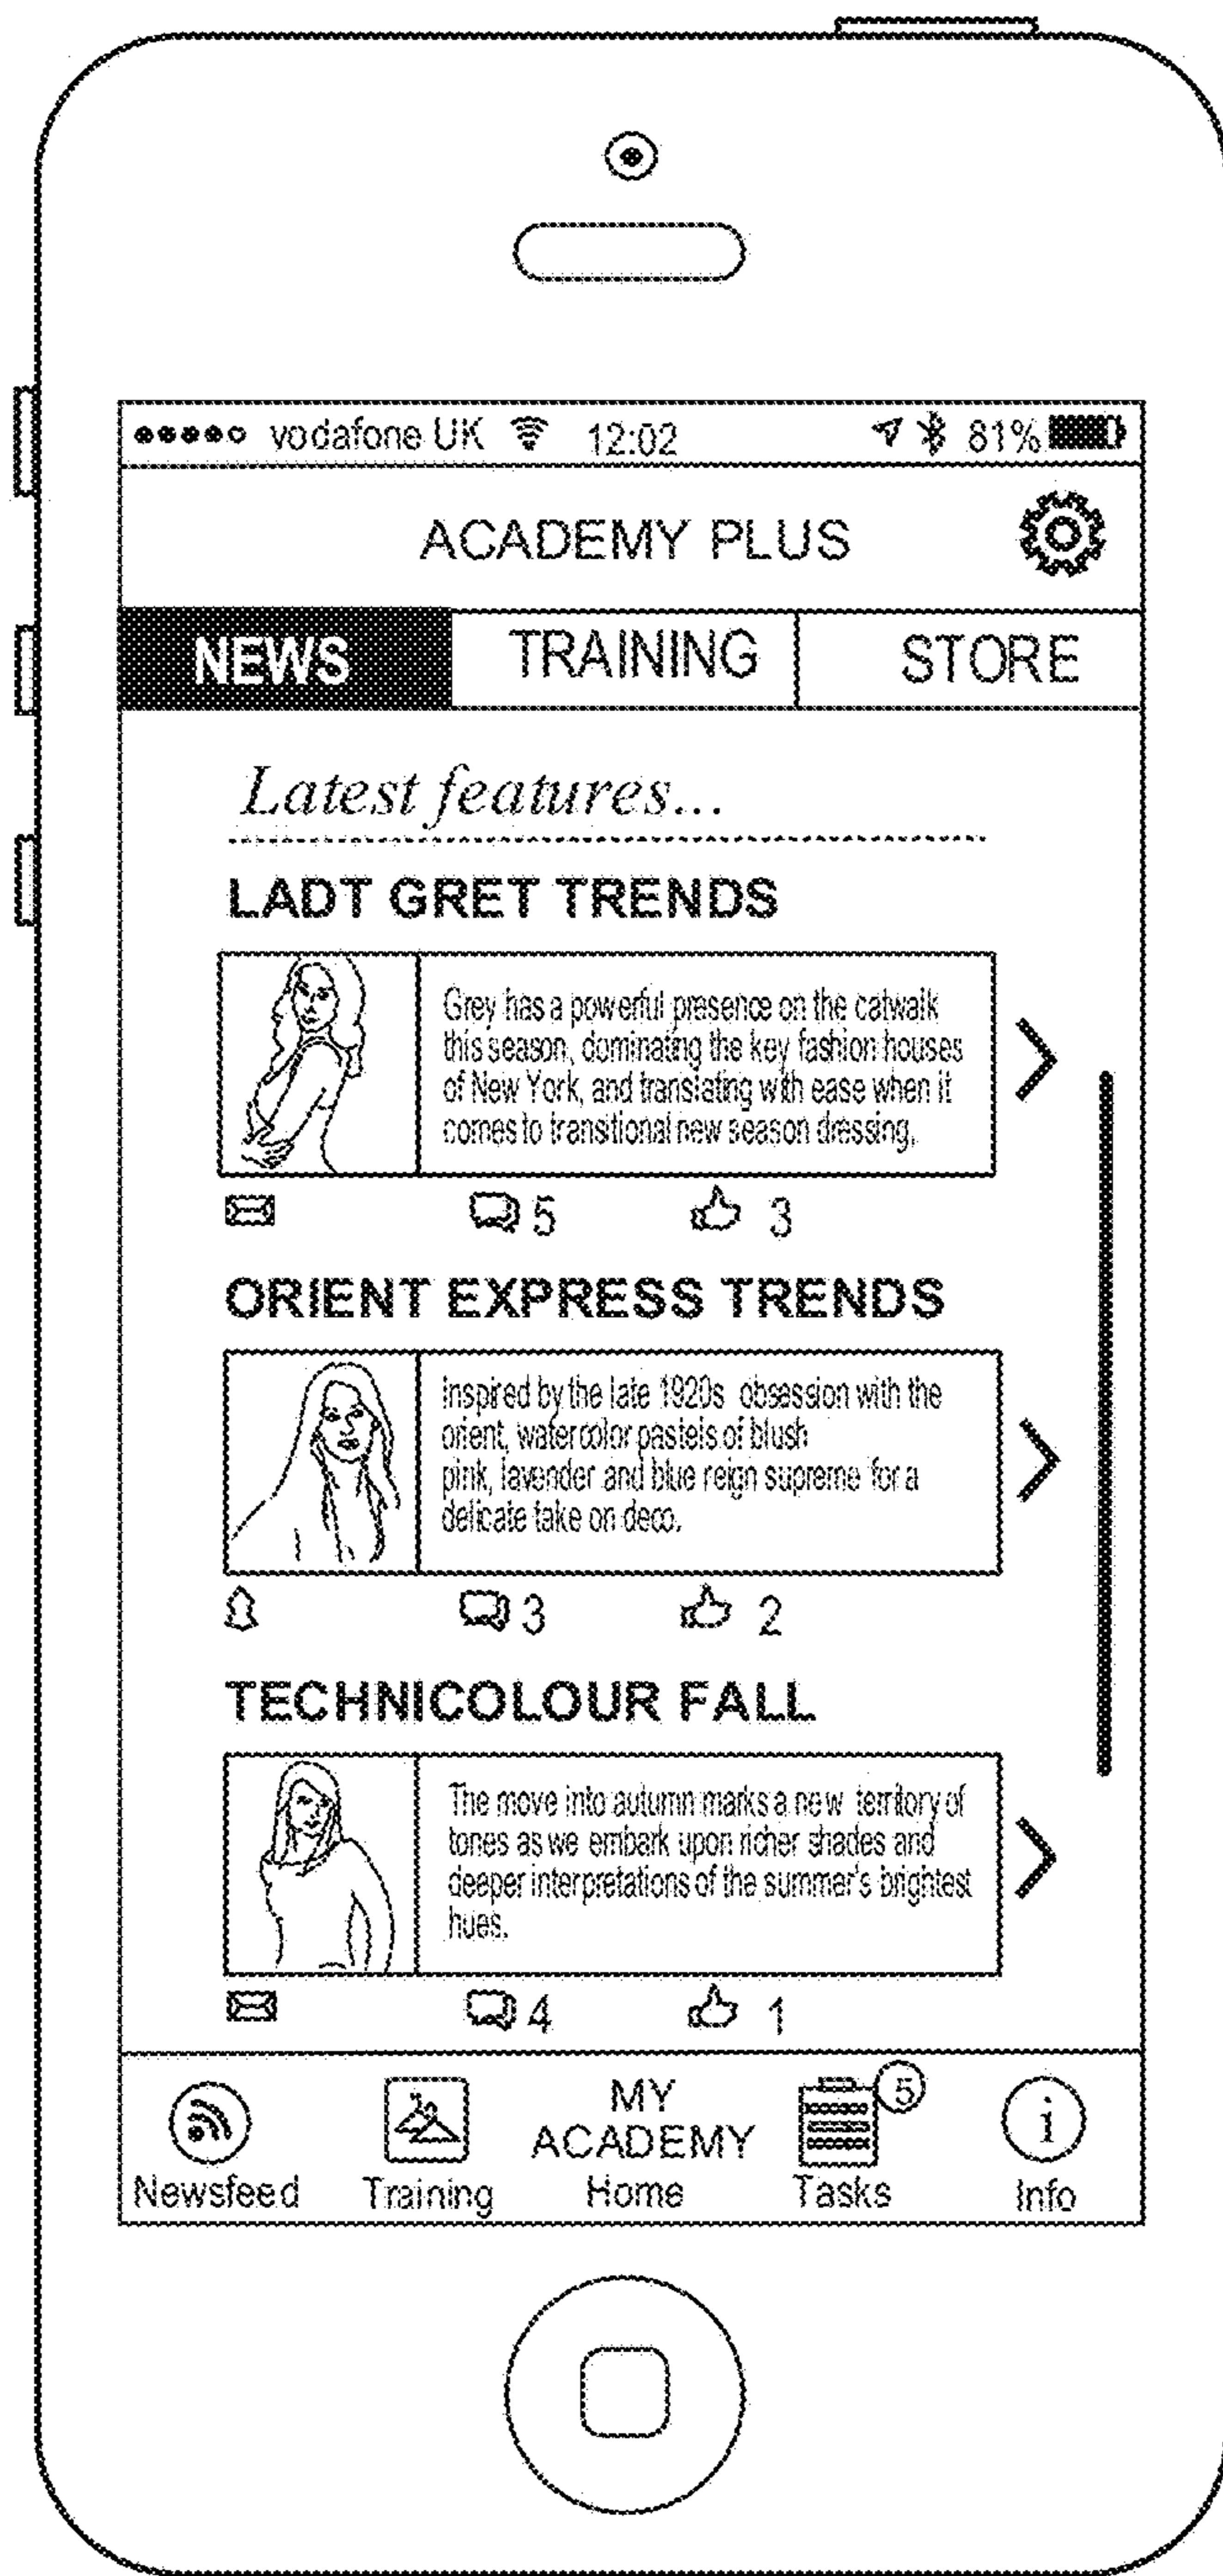 vodafone UK 12:02 81%
ACADEMY PLUS
NEWS TRAINING STORE
Latest features...
LADT GRET TRENDS
Grey has a powerful presence on the catwalk
this season, dominating the key fashion houses
of New York, and translating with ease when it
comes to transitional new season dressing,
5 3
ORIENT EXPRESS TRENDS
Inspired by the late 1920s obsession with the
orient, watercolor pastels of blush
pink, lavender and blue reign supreme for a
delicate take on deco.
3 2
TECHNICOLOUR FALL
The move into autumn marks a new territory of
tones as we embark upon richer shades and
deeper interpretations of the summer's brightest
hues.
4 1
MY
ACADEMY
5
i
Newsfeed Training Home Tasks Info